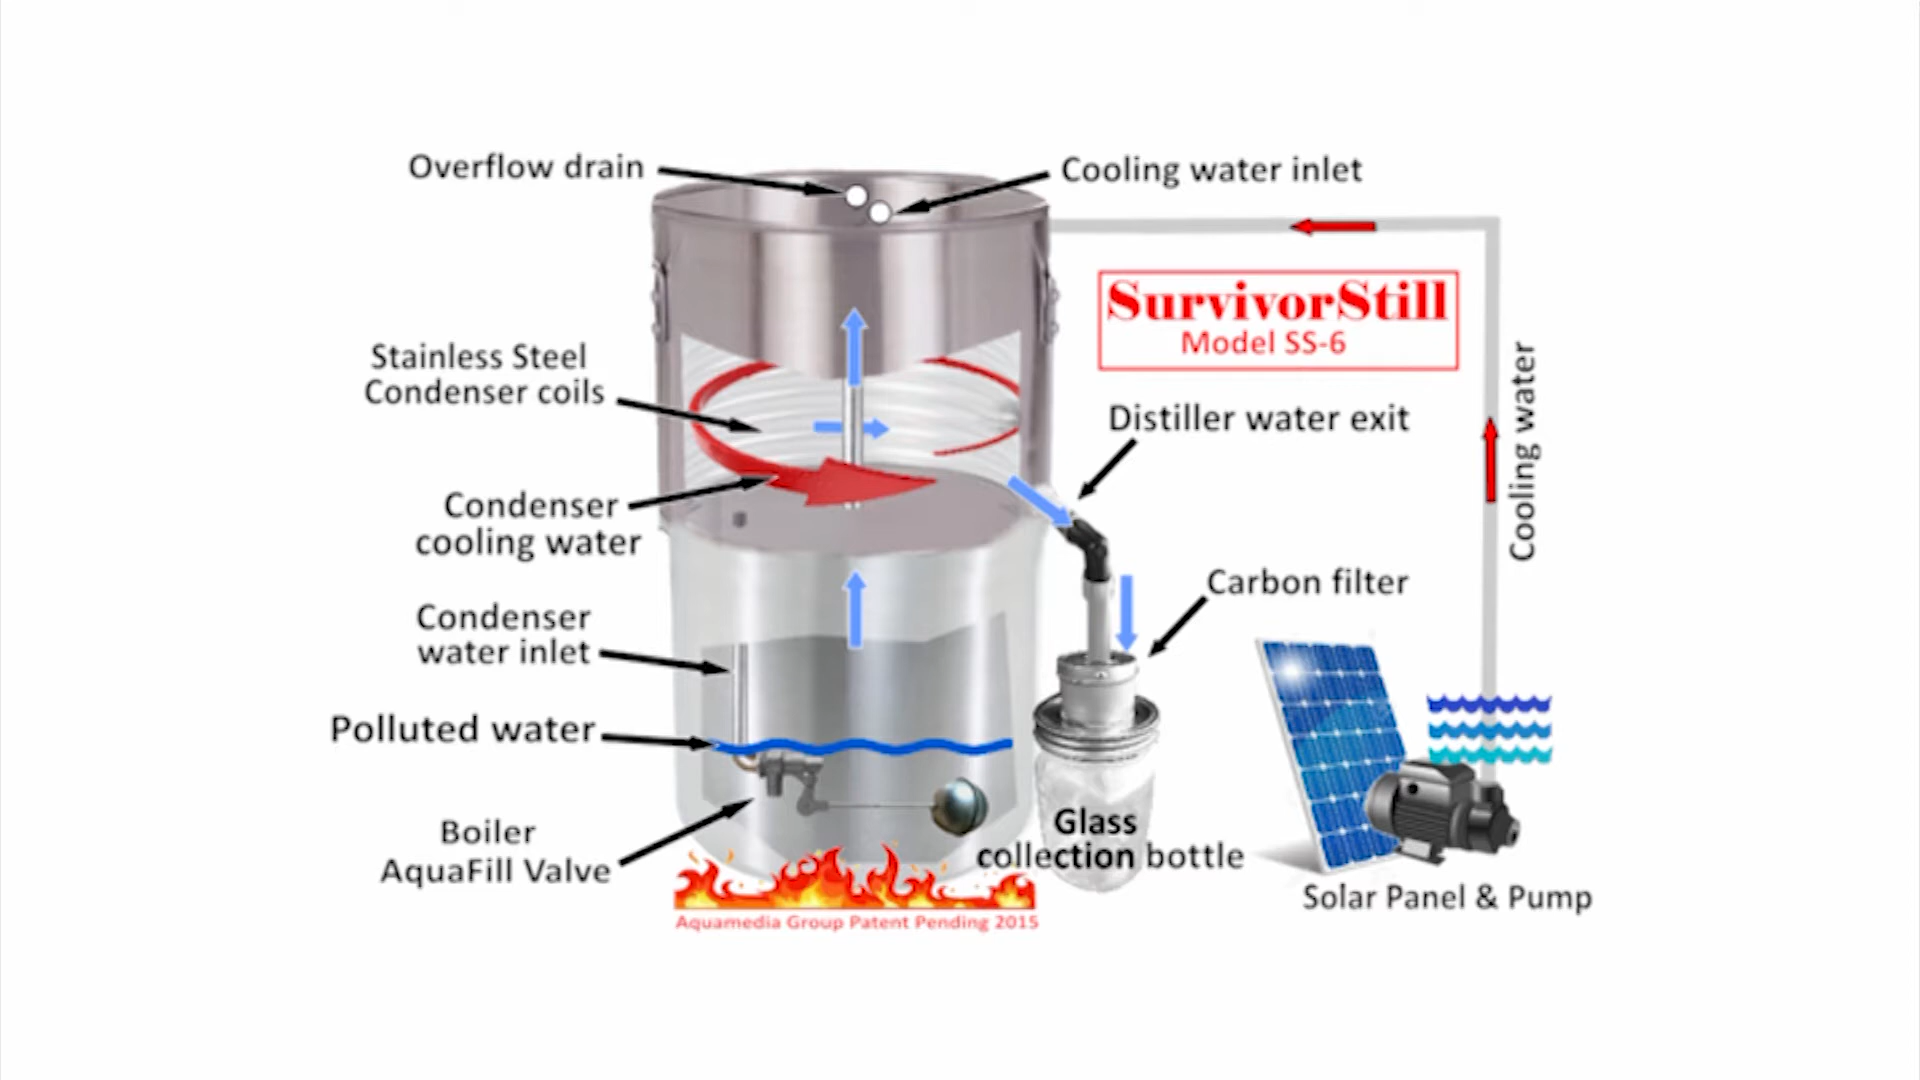 Overflow drain
Cooling water inlet
SurvivorStill
Model SS-6
Stainless Steel
Condenser coils
Distiller water exit
Cooling water
Condenser
cooling water
Carbon filter
Condenser
water inlet
Polluted water
Boiler
AquaFill Valve
Glass
collection bottle
Solar Panel & Pump
Aquamedia Group Patent Pending 2015